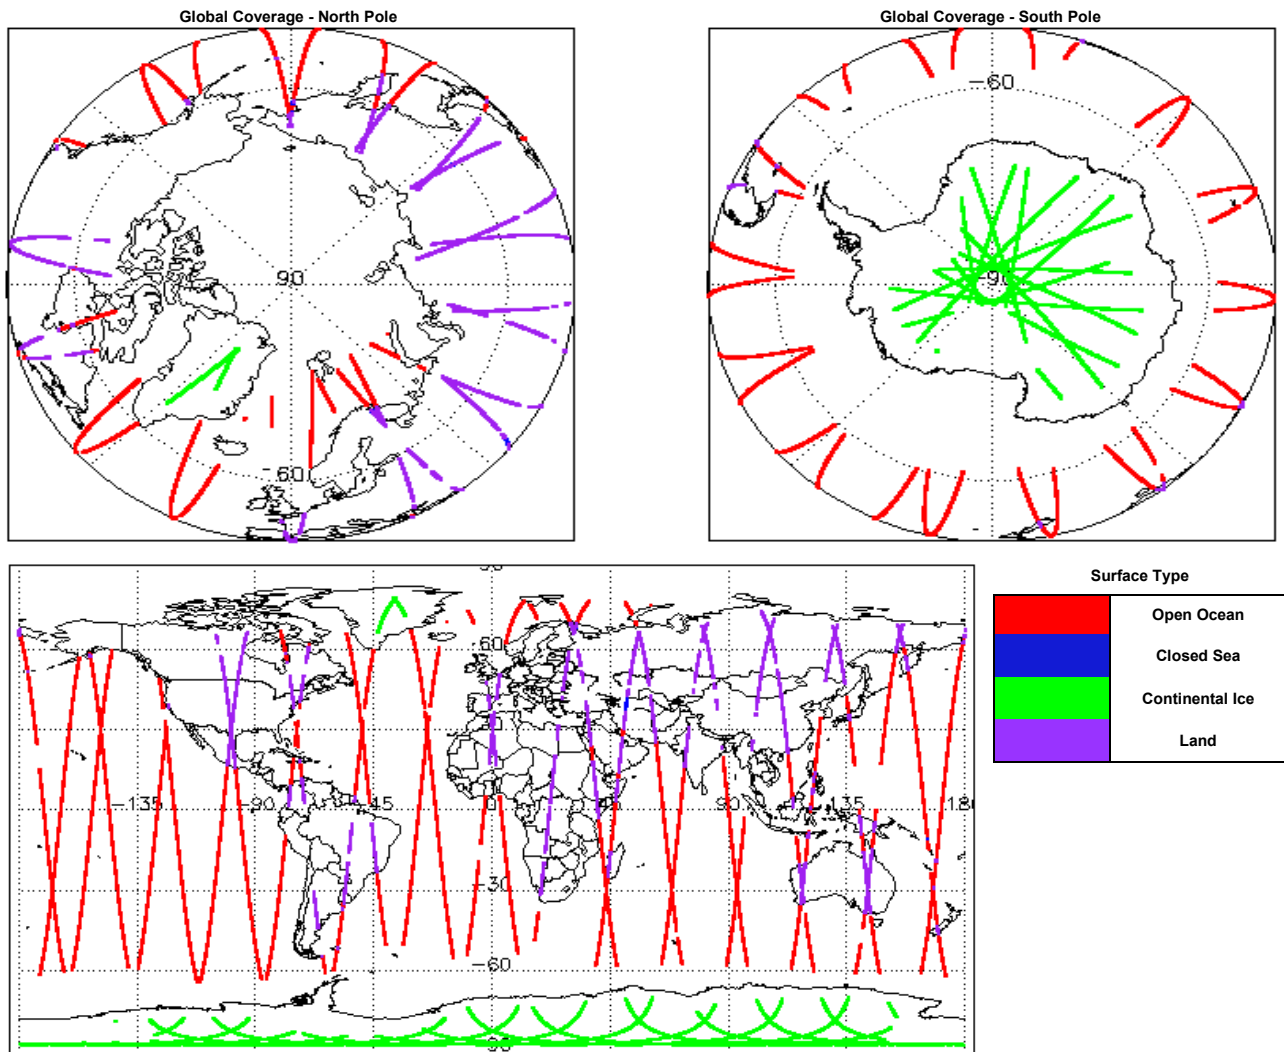 Global Coverage - North Pole
Global Coverage - South Pole
90
-60
-60
-90
Surface Type
Open Ocean
Closed Sea
Continental Ice
Land
60
-135
-90
-45
0
90
135
180
-30
-60